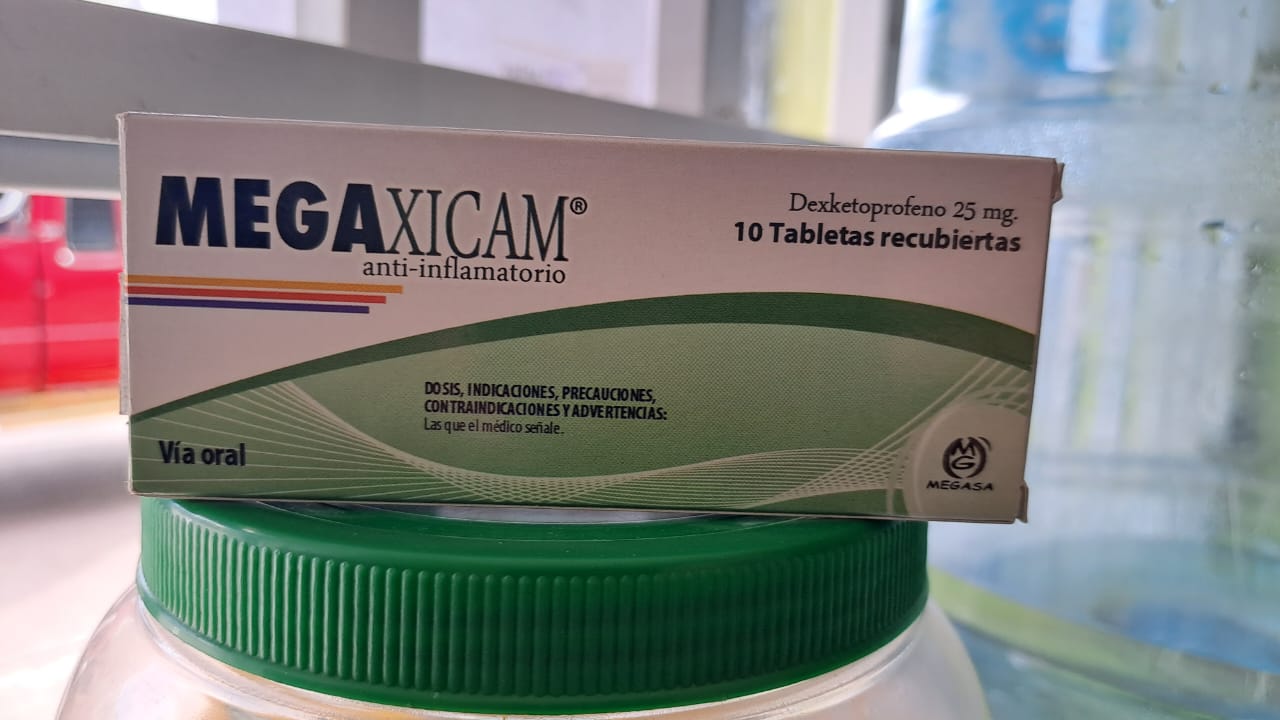 MEGAXICAM®
anti-inflamatorio
Dexketoprofeno 25 mg.
10 Tabletas recubiertas
DOSIS, INDICACIONES, PRECAUCIONES,
CONTRAINDICACIONES Y ADVERTENCIAS:
Las que el médico señale.
Vía oral
MG
MEGASA